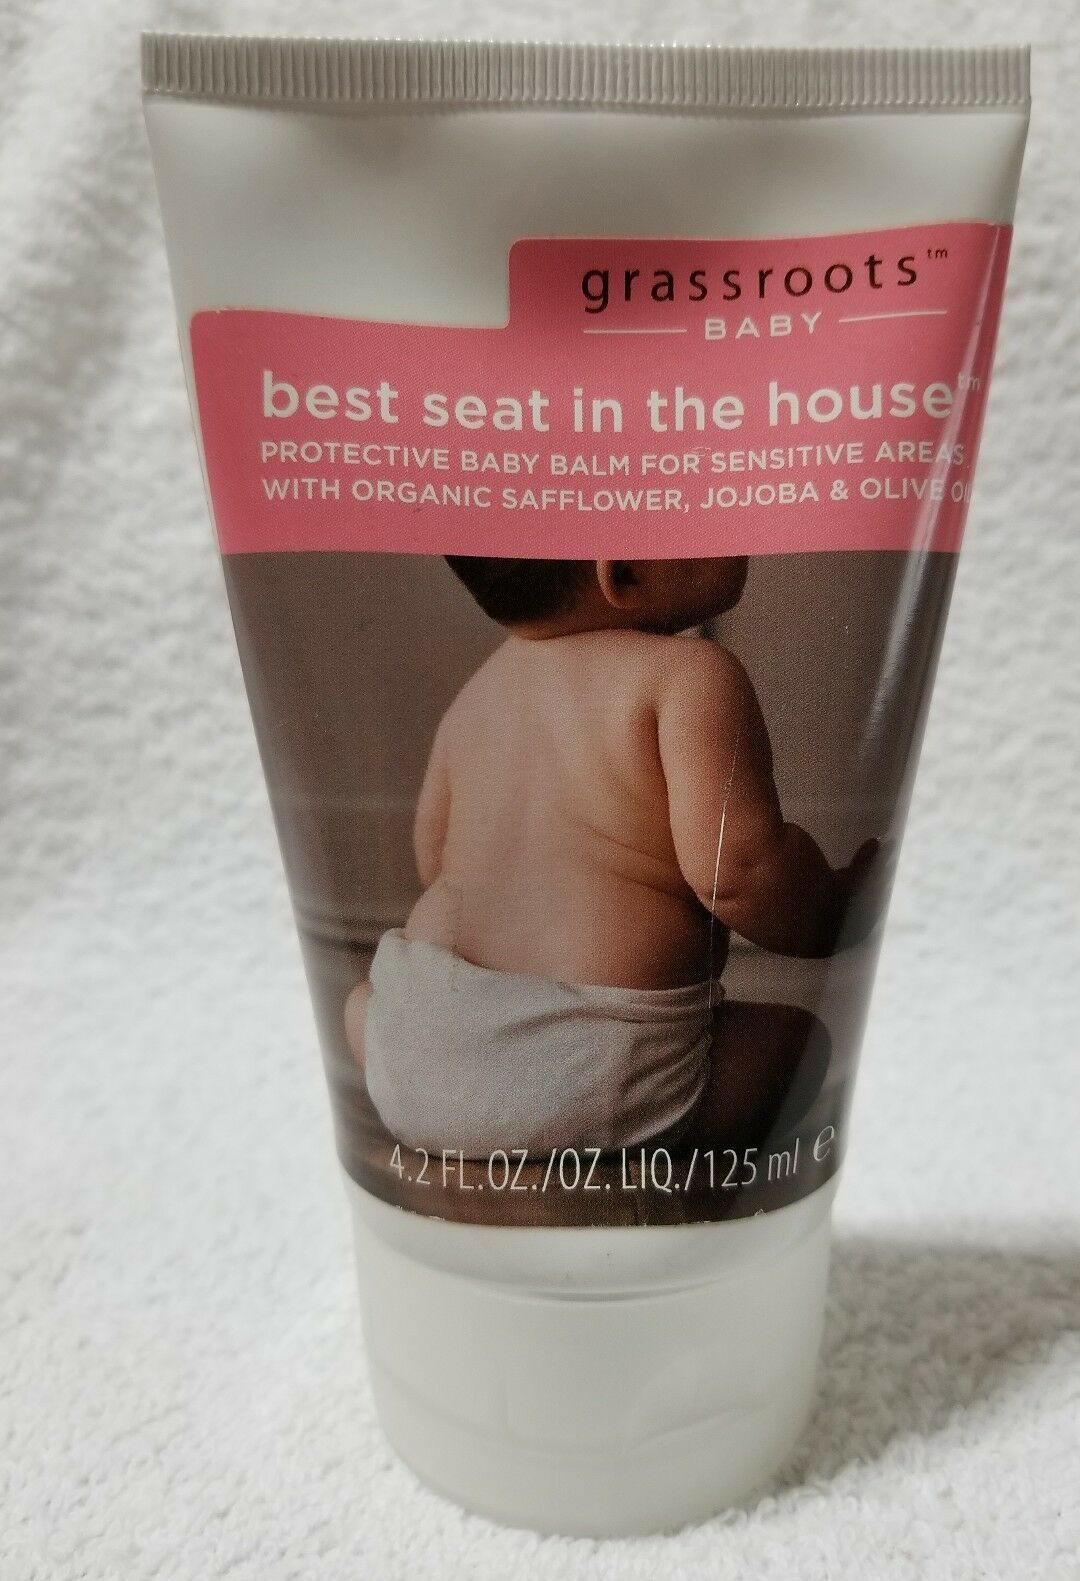 grassroots™
BABY
best seat in the house™
PROTECTIVE BABY BALM FOR SENSITIVE AREAS
WITH ORGANIC SAFFLOWER, JOJOBA & OLIVE OIL
4.2 FL.OZ./OZ. LIQ./125 ml ℮